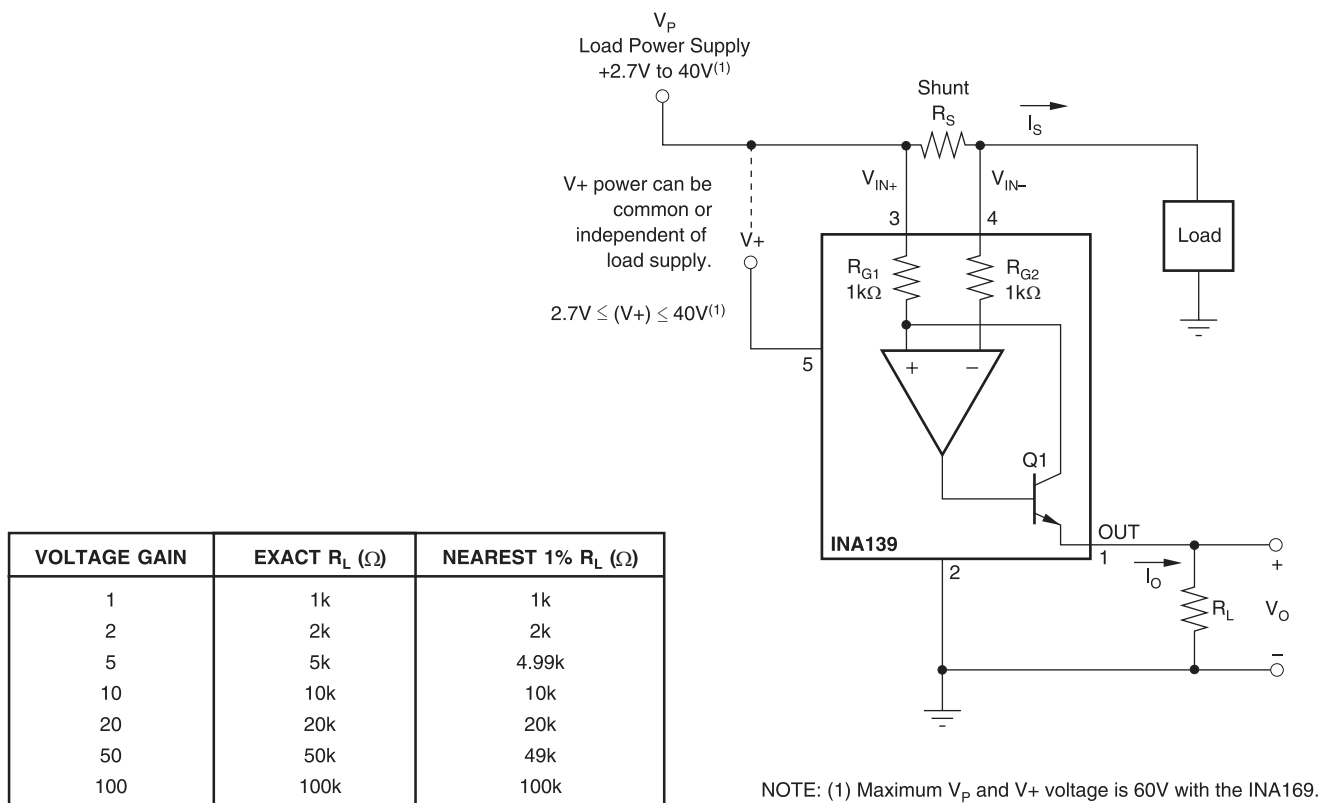 V_P
Load Power Supply
+2.7V to 40V(1)
Shunt
R_S
I_S
V+ power can be
common or
independent of
load supply.
V_IN+
V_IN–
3
4
V+
Load
R_G1
1kΩ
R_G2
1kΩ
2.7V ≤ (V+) ≤ 40V(1)
5
+
–
Q1
INA139
OUT
1
2
I_O
R_L
+
V_O
–
VOLTAGE GAIN EXACT R_L (Ω) NEAREST 1% R_L (Ω)
1 1k 1k
2 2k 2k
5 5k 4.99k
10 10k 10k
20 20k 20k
50 50k 49k
100 100k 100k
NOTE: (1) Maximum V_P and V+ voltage is 60V with the INA169.